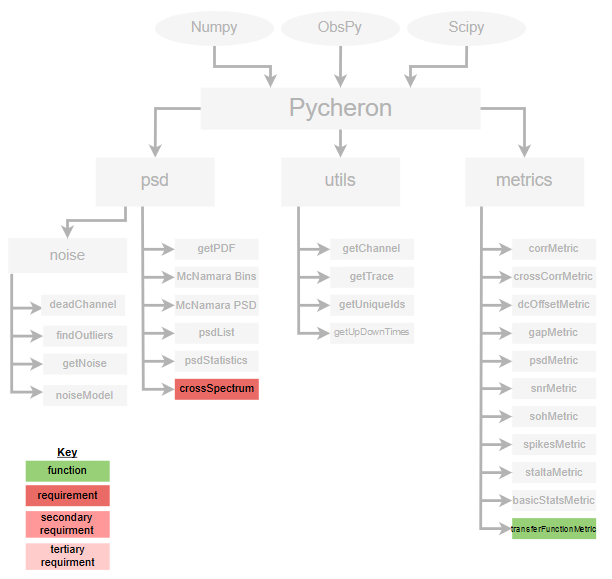 Numpy
ObsPy
Scipy
Pycheron
psd
utils
metrics
noise
deadChannel
findOutliers
getNoise
noiseModel
getPDF
McNamara Bins
McNamara PSD
psdList
psdStatistics
crossSpectrum
getChannel
getTrace
getUniqueIds
getUpDownTimes
corrMetric
crossCorrMetric
dcOffsetMetric
gapMetric
psdMetric
snrMetric
sohMetric
spikesMetric
staltaMetric
basicStatsMetric
transferFunctionMetric
Key
function
requirement
secondary
requirment
tertiary
requirment